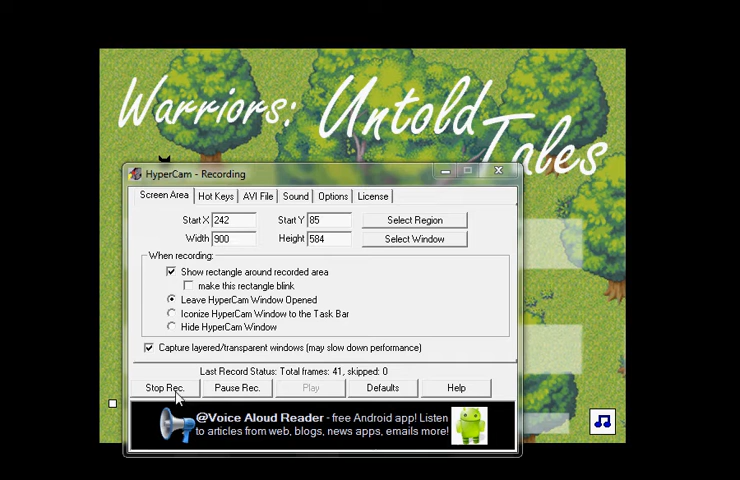 Warriors: Untold Tales
HyperCam - Recording
Screen Area Hot Keys AVI File Sound Options License
Start X 242 Start Y 85 Select Region
Width 900 Height 584 Select Window
When recording:
Show rectangle around recorded area
make this rectangle blink
Leave HyperCam Window Opened
Iconize HyperCam Window to the Task Bar
Hide HyperCam Window
Capture layered/transparent windows (may slow down performance)
Last Record Status: Total frames: 41, skipped: 0
Stop Rec. Pause Rec. Play Defaults Help
@Voice Aloud Reader - free Android app! Listen
to articles from web, blogs, news apps, emails more!